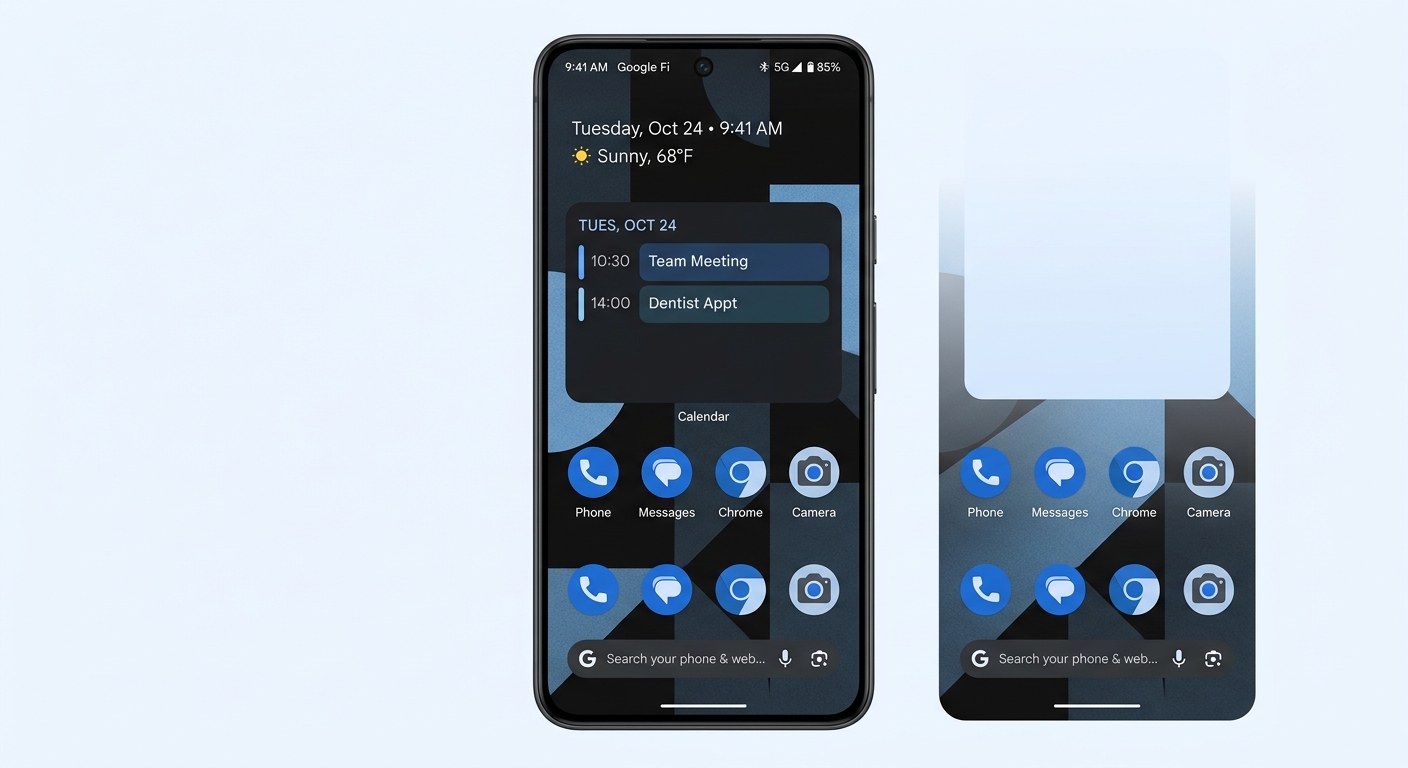 9:41 AM Google Fi 5G 85%
Tuesday, Oct 24 • 9:41 AM
Sunny, 68°F
TUES, OCT 24
10:30 Team Meeting
14:00 Dentist Appt
Calendar
Phone Messages Chrome Camera
G Search your phone & web...
Phone Messages Chrome Camera
G Search your phone & web...